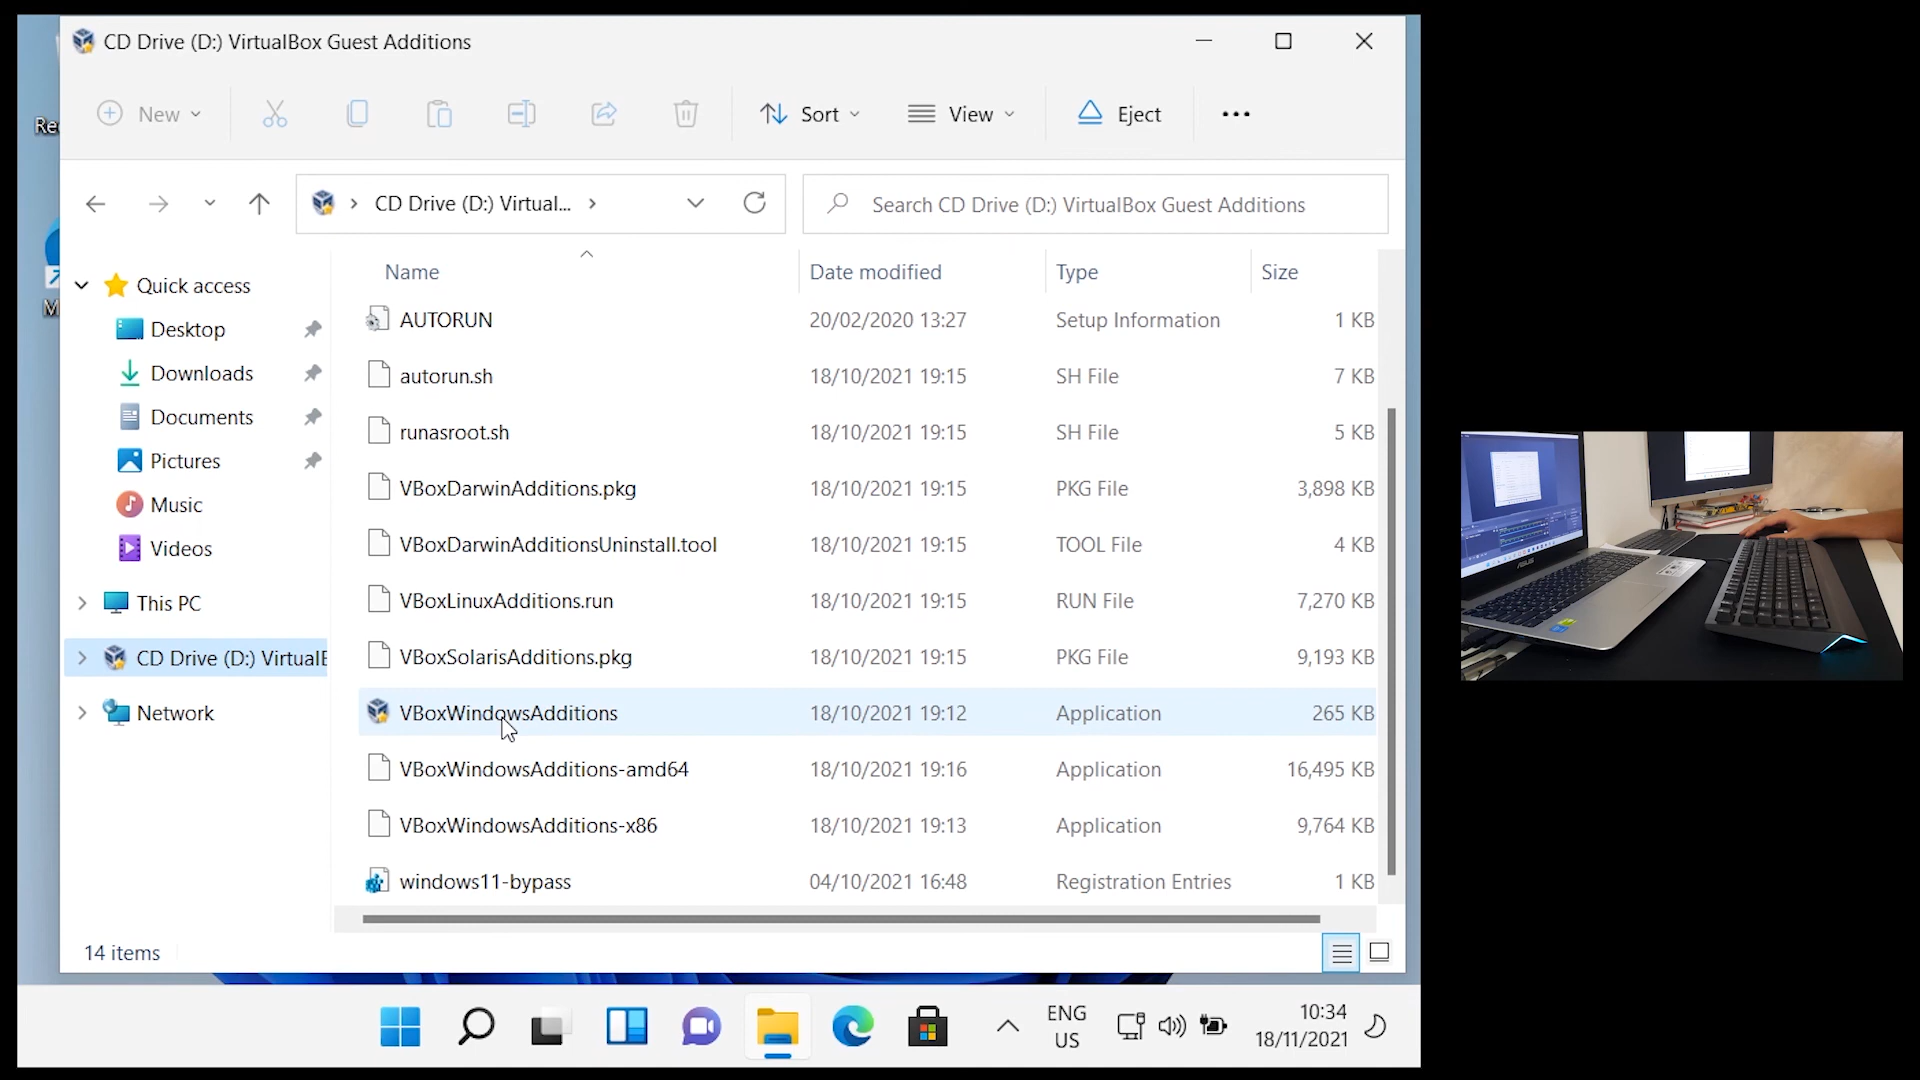 CD Drive (D:) VirtualBox Guest Additions
New
Sort
View
Eject
CD Drive (D:) Virtual...
Search CD Drive (D:) VirtualBox Guest Additions
Name Date modified Type Size
Quick access
Desktop
Downloads
Documents
Pictures
Music
Videos
This PC
CD Drive (D:) VirtualB
Network
AUTORUN 20/02/2020 13:27 Setup Information 1 KB
autorun.sh 18/10/2021 19:15 SH File 7 KB
runasroot.sh 18/10/2021 19:15 SH File 5 KB
VBoxDarwinAdditions.pkg 18/10/2021 19:15 PKG File 3,898 KB
VBoxDarwinAdditionsUninstall.tool 18/10/2021 19:15 TOOL File 4 KB
VBoxLinuxAdditions.run 18/10/2021 19:15 RUN File 7,270 KB
VBoxSolarisAdditions.pkg 18/10/2021 19:15 PKG File 9,193 KB
VBoxWindowsAdditions 18/10/2021 19:12 Application 265 KB
VBoxWindowsAdditions-amd64 18/10/2021 19:16 Application 16,495 KB
VBoxWindowsAdditions-x86 18/10/2021 19:13 Application 9,764 KB
windows11-bypass 04/10/2021 16:48 Registration Entries 1 KB
14 items
Rec
M
ENG
US
10:34
18/11/2021